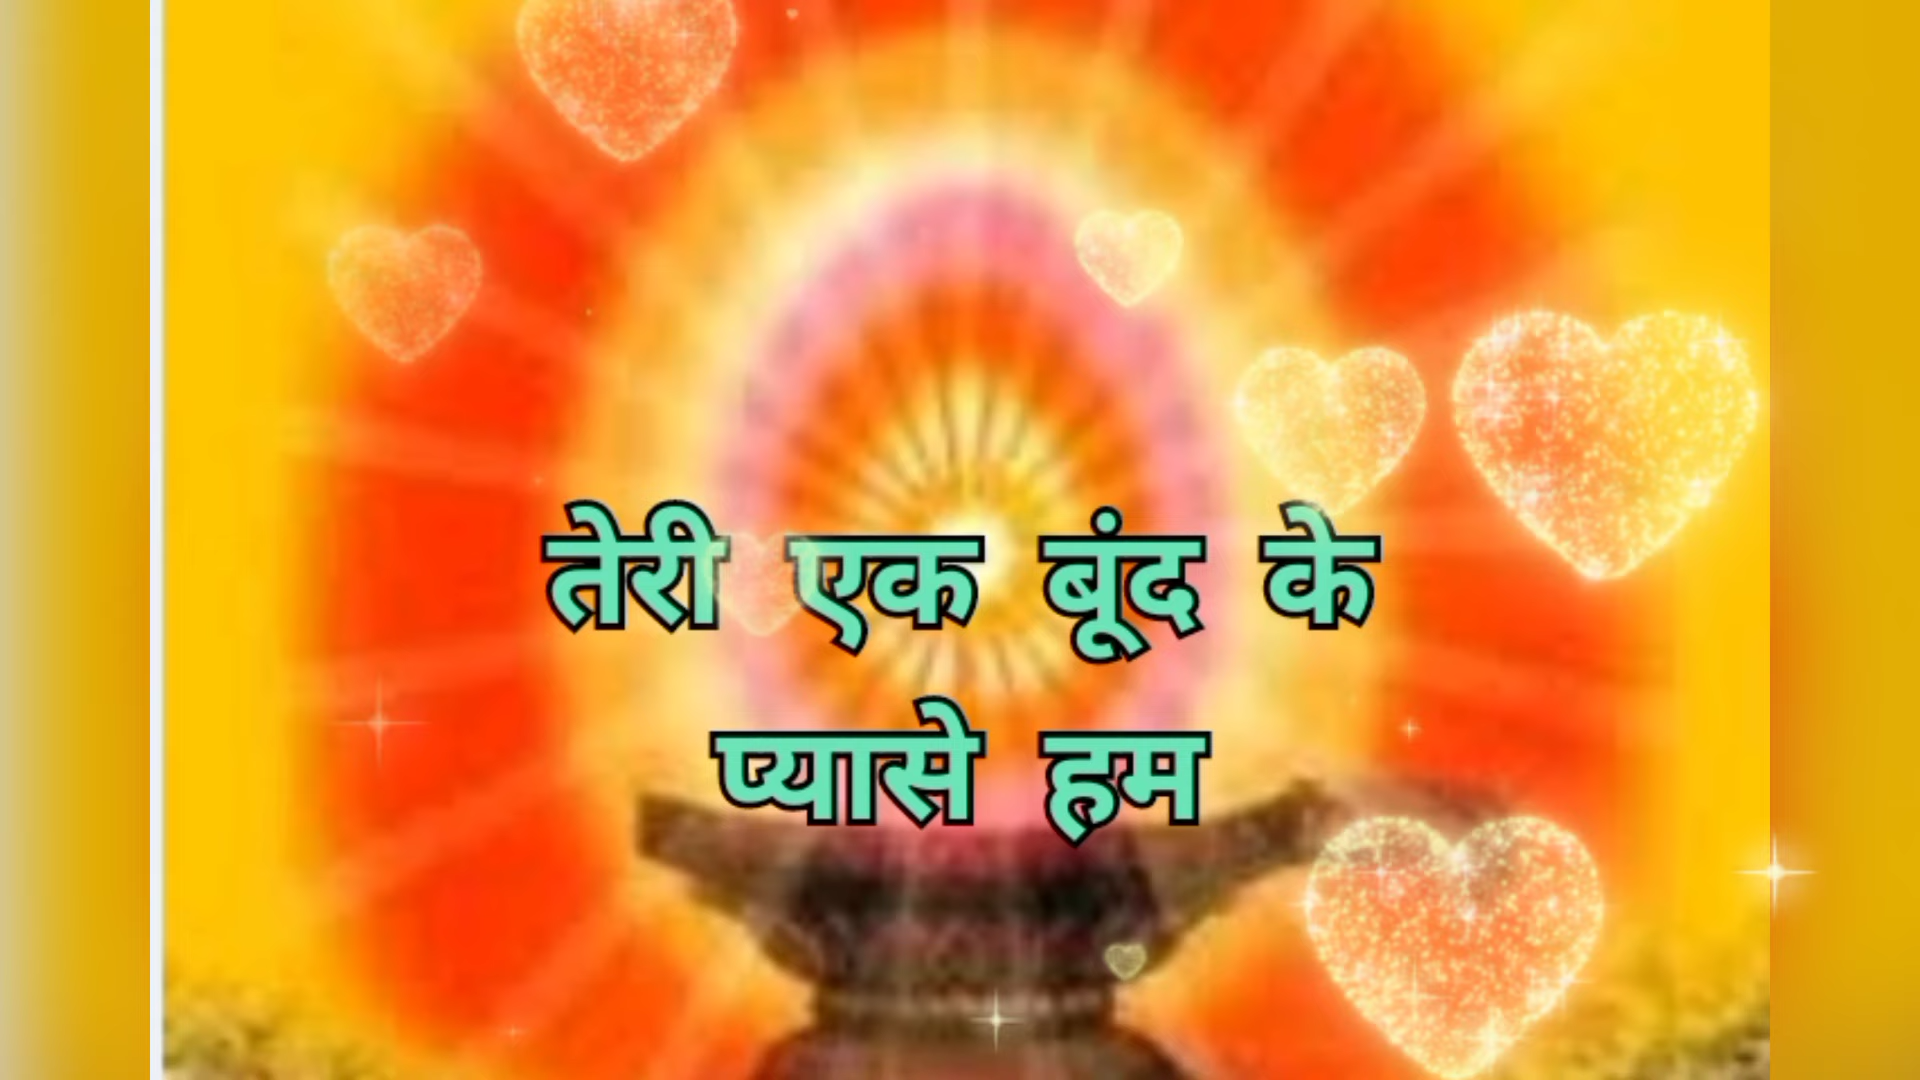 तेरी एक बूंद के
प्यासे हम